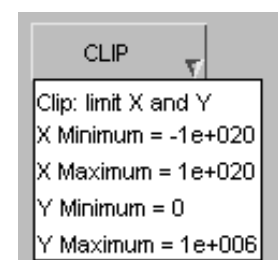 CLIP
Clip: limit X and Y
X Minimum = -1e+020
X Maximum = 1e+020
Y Minimum = 0
Y Maximum = 1e+006